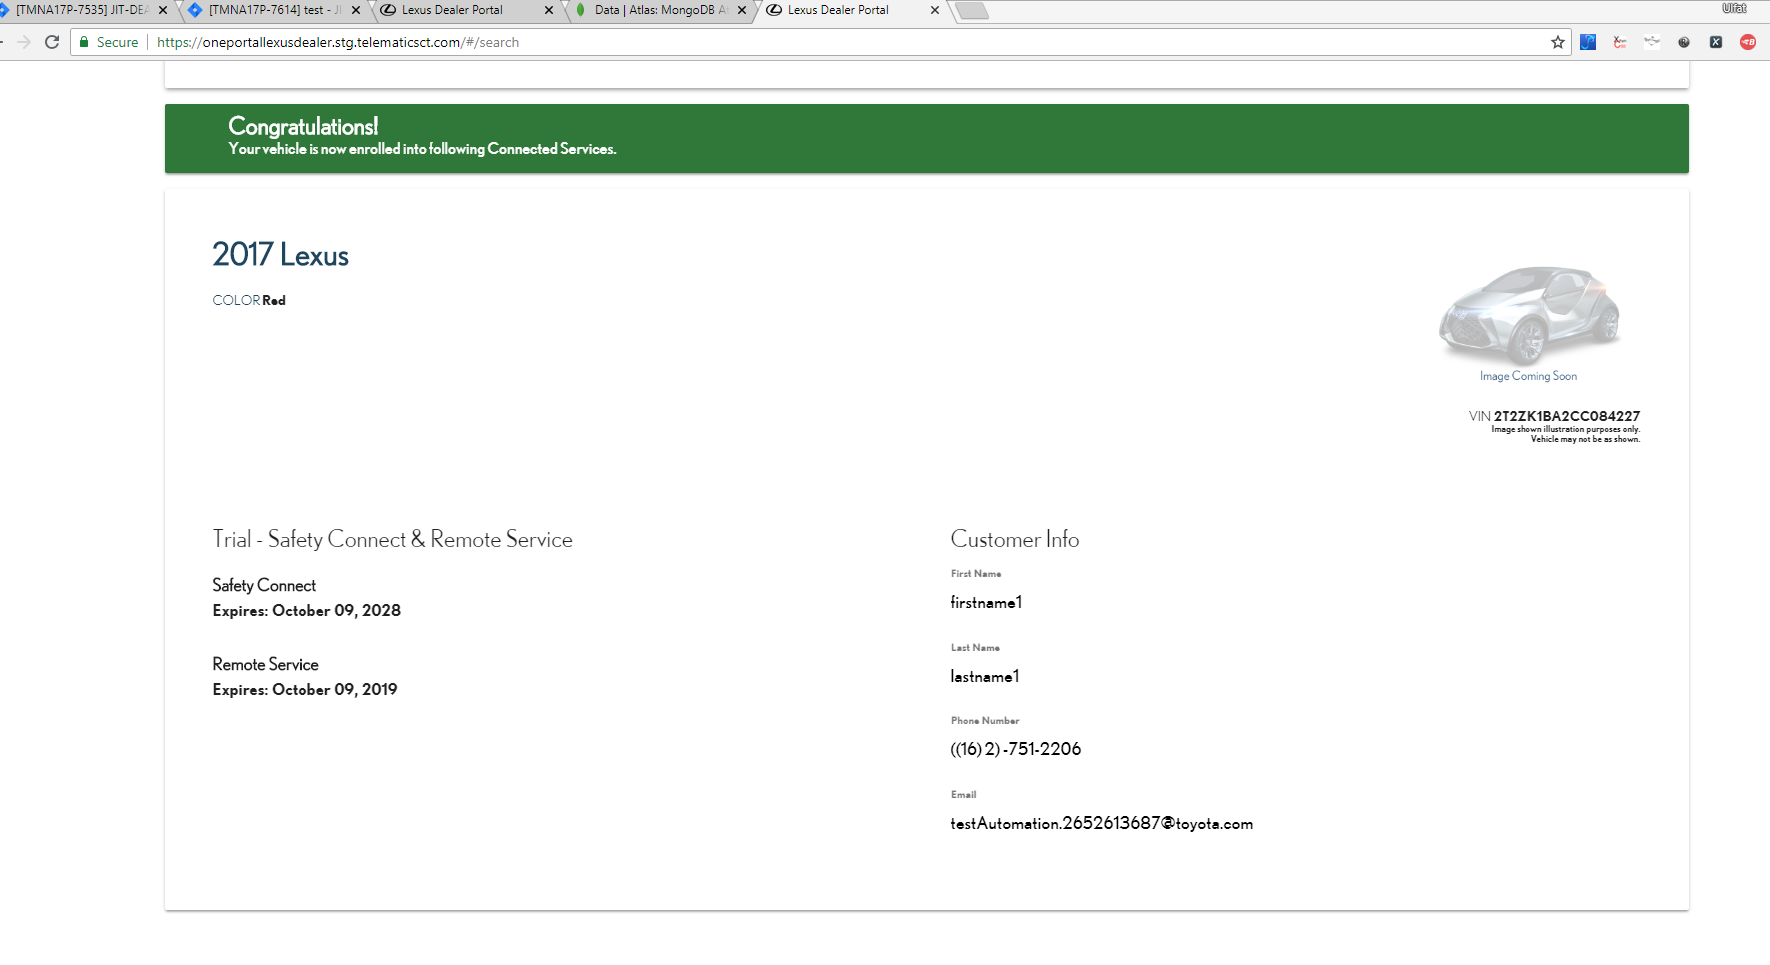 [TMNA17P-7535] JIT-DEA
[TMNA17P-7614] test - JI
Lexus Dealer Portal
Data | Atlas: MongoDB A
Lexus Dealer Portal
Ulfat
Secure
https://oneportallexusdealer.stg.telematicsct.com/#/search
Congratulations!
Your vehicle is now enrolled into following Connected Services.
2017 Lexus
COLOR Red
Image Coming Soon
VIN 2T2ZK1BA2CC084227
Image shown illustration purposes only.
Vehicle may not be as shown.
Trial - Safety Connect & Remote Service
Safety Connect
Expires: October 09, 2028
Remote Service
Expires: October 09, 2019
Customer Info
First Name
firstname1
Last Name
lastname1
Phone Number
((16) 2) -751-2206
Email
testAutomation.2652613687@toyota.com